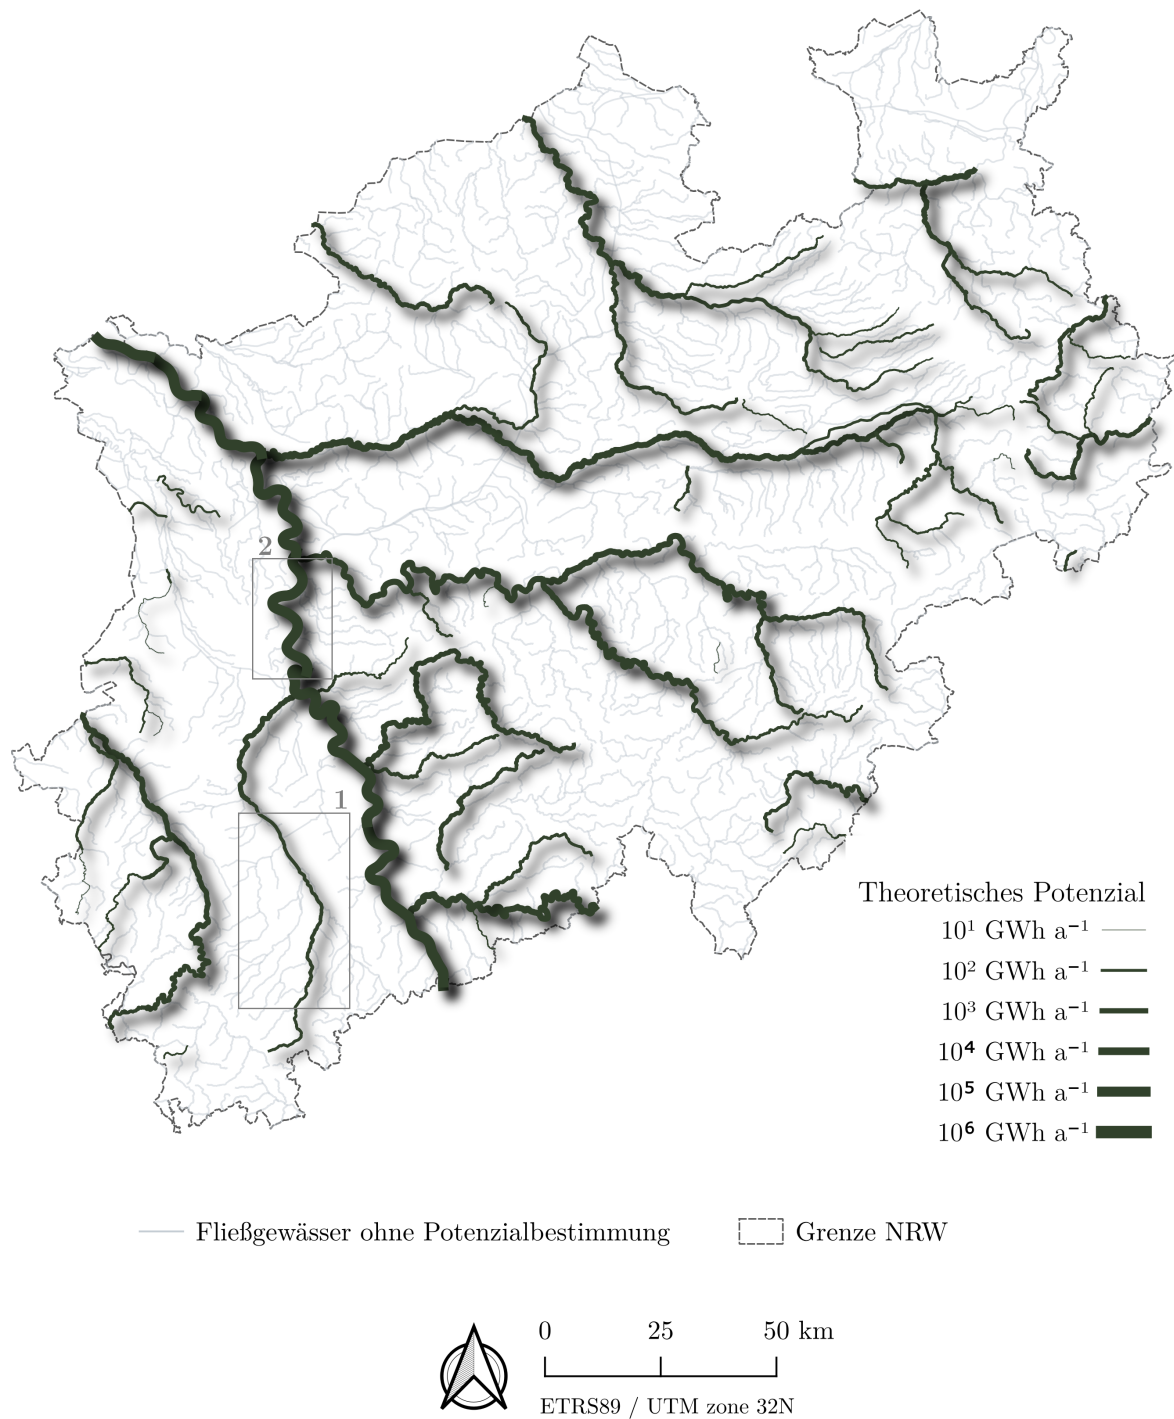 2
1
Theoretisches Potenzial
10¹ GWh a⁻¹
10² GWh a⁻¹
10³ GWh a⁻¹
10⁴ GWh a⁻¹
10⁵ GWh a⁻¹
10⁶ GWh a⁻¹
Fließgewässer ohne Potenzialbestimmung
Grenze NRW
0 25 50 km
ETRS89 / UTM zone 32N